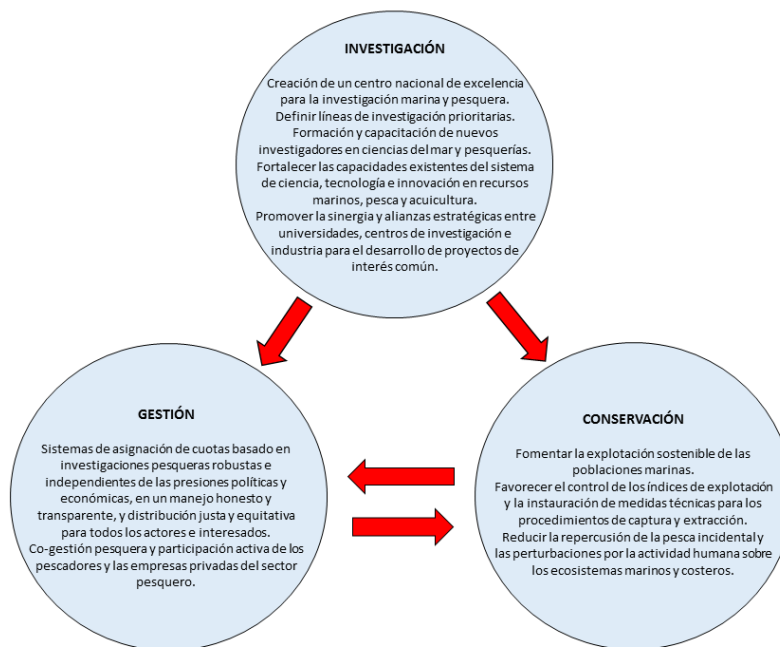 INVESTIGACIÓN
Creación de un centro nacional de excelencia
para la investigación marina y pesquera.
Definir líneas de investigación prioritarias.
Formación y capacitación de nuevos
investigadores en ciencias del mar y pesquerías.
Fortalecer las capacidades existentes del sistema
de ciencia, tecnología e innovación en recursos
marinos, pesca y acuicultura.
Promover la sinergia y alianzas estratégicas entre
universidades, centros de investigación e
industria para el desarrollo de proyectos de
interés común.
GESTIÓN
Sistemas de asignación de cuotas basado en
investigaciones pesqueras robustas e
independientes de las presiones políticas y
económicas, en un manejo honesto y
transparente, y distribución justa y equitativa
para todos los actores e interesados.
Co-gestión pesquera y participación activa de los
pescadores y las empresas privadas del sector
pesquero.
CONSERVACIÓN
Fomentar la explotación sostenible de las
poblaciones marinas.
Favorecer el control de los índices de explotación
y la instauración de medidas técnicas para los
procedimientos de captura y extracción.
Reducir la repercusión de la pesca incidental y
las perturbaciones por la actividad humana sobre
los ecosistemas marinos y costeros.